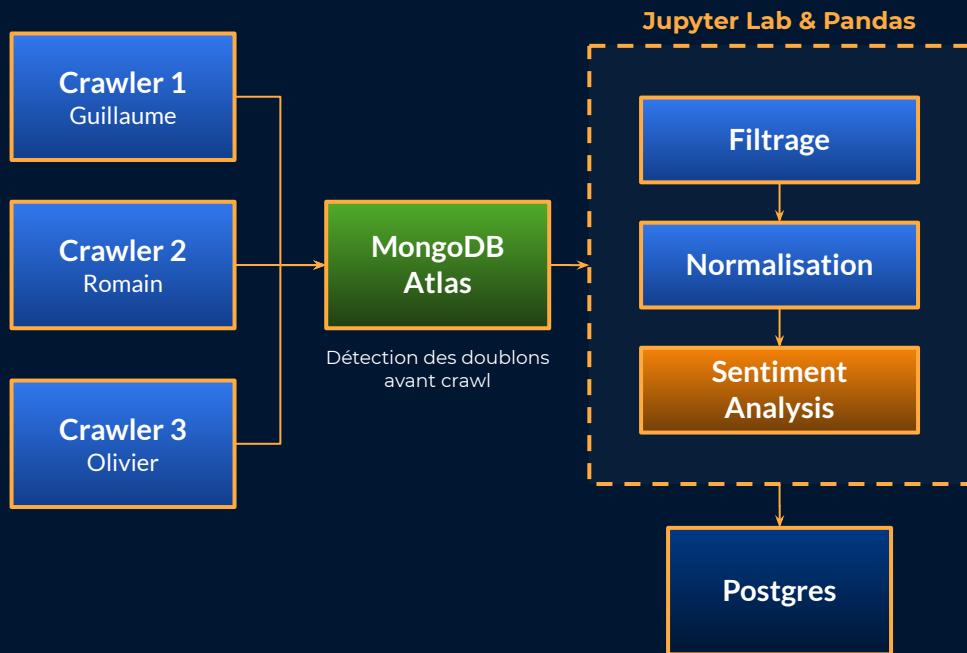 Jupyter Lab & Pandas
Crawler 1
Guillaume
Crawler 2
Romain
Crawler 3
Olivier
MongoDB
Atlas
Détection des doublons
avant crawl
Filtrage
Normalisation
Sentiment
Analysis
Postgres